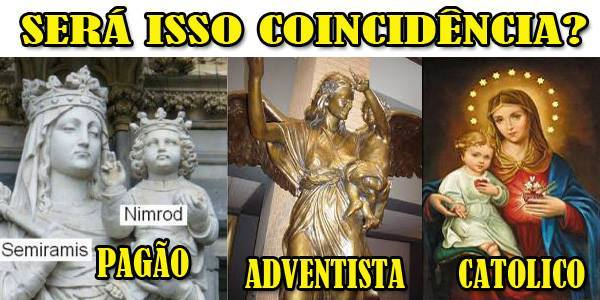 SERÁ ISSO COINCIDÊNCIA?
Nimrod
Semiramis
PAGÃO
ADVENTISTA
CATOLICO